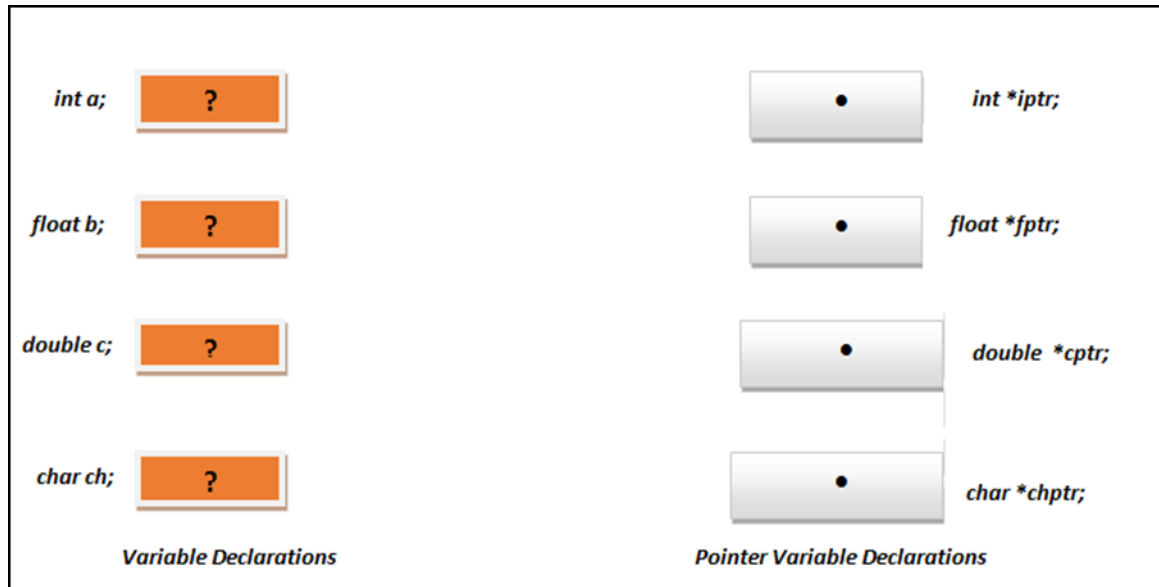 int a;
?
int *iptr;
float b;
?
float *fptr;
double c;
?
double *cptr;
char ch;
?
char *chptr;
Variable Declarations
Pointer Variable Declarations